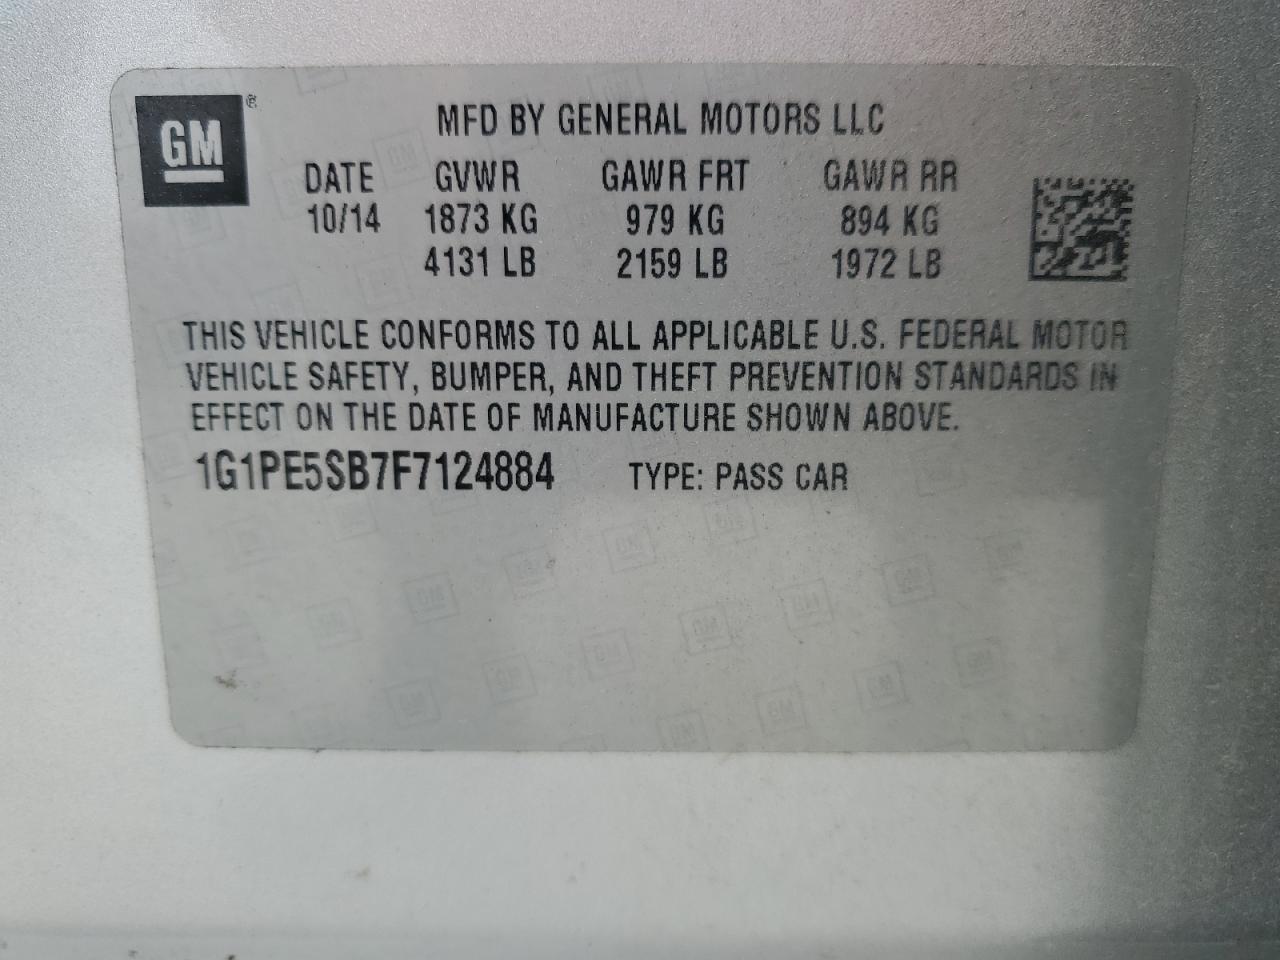 GM ®
MFD BY GENERAL MOTORS LLC
DATE GVWR GAWR FRT GAWR RR
10/14 1873 KG 979 KG 894 KG
4131 LB 2159 LB 1972 LB
THIS VEHICLE CONFORMS TO ALL APPLICABLE U.S. FEDERAL MOTOR
VEHICLE SAFETY, BUMPER, AND THEFT PREVENTION STANDARDS IN
EFFECT ON THE DATE OF MANUFACTURE SHOWN ABOVE.
1G1PE5SB7F7124884 TYPE: PASS CAR